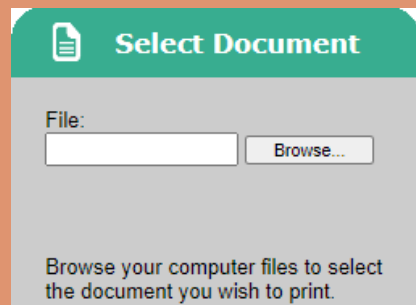 Select Document
File:
Browse...
Browse your computer files to select
the document you wish to print.